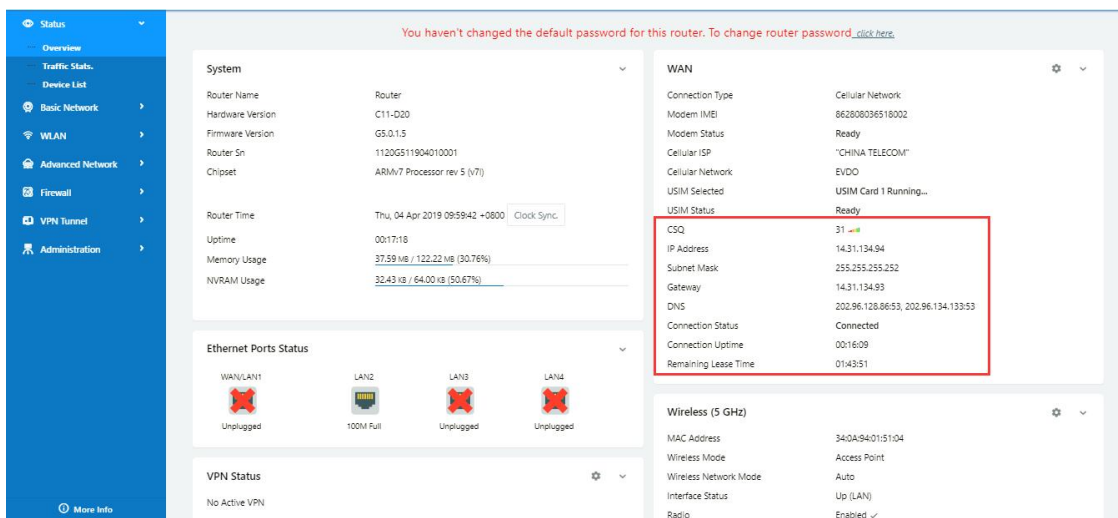 Status
Overview
Traffic Stats.
Device List
Basic Network
WLAN
Advanced Network
Firewall
VPN Tunnel
Administration
More Info
You haven't changed the default password for this router. To change router password click here.
System
Router Name Router
Hardware Version C11-D20
Firmware Version G5.0.1.5
Router Sn 1120G511904010001
Chipset ARMv7 Processor rev 5 (v7l)
Router Time Thu, 04 Apr 2019 09:59:42 +0800 Clock Sync.
Uptime 00:17:18
Memory Usage 37.59 MB / 122.22 MB (30.76%)
NVRAM Usage 32.43 KB / 64.00 KB (50.67%)
Ethernet Ports Status
WAN/LAN1 LAN2 LAN3 LAN4
Unplugged 100M Full Unplugged Unplugged
VPN Status
No Active VPN
WAN
Connection Type Cellular Network
Modem IMEI 862808036518002
Modem Status Ready
Cellular ISP "CHINA TELECOM"
Cellular Network EVDO
USIM Selected USIM Card 1 Running...
USIM Status Ready
CSQ 31
IP Address 14.31.134.94
Subnet Mask 255.255.255.252
Gateway 14.31.134.93
DNS 202.96.128.86:53, 202.96.134.133:53
Connection Status Connected
Connection Uptime 00:16:09
Remaining Lease Time 01:43:51
Wireless (5 GHz)
MAC Address 34:0A:94:01:51:04
Wireless Mode Access Point
Wireless Network Mode Auto
Interface Status Up (LAN)
Radio Enabled ✓